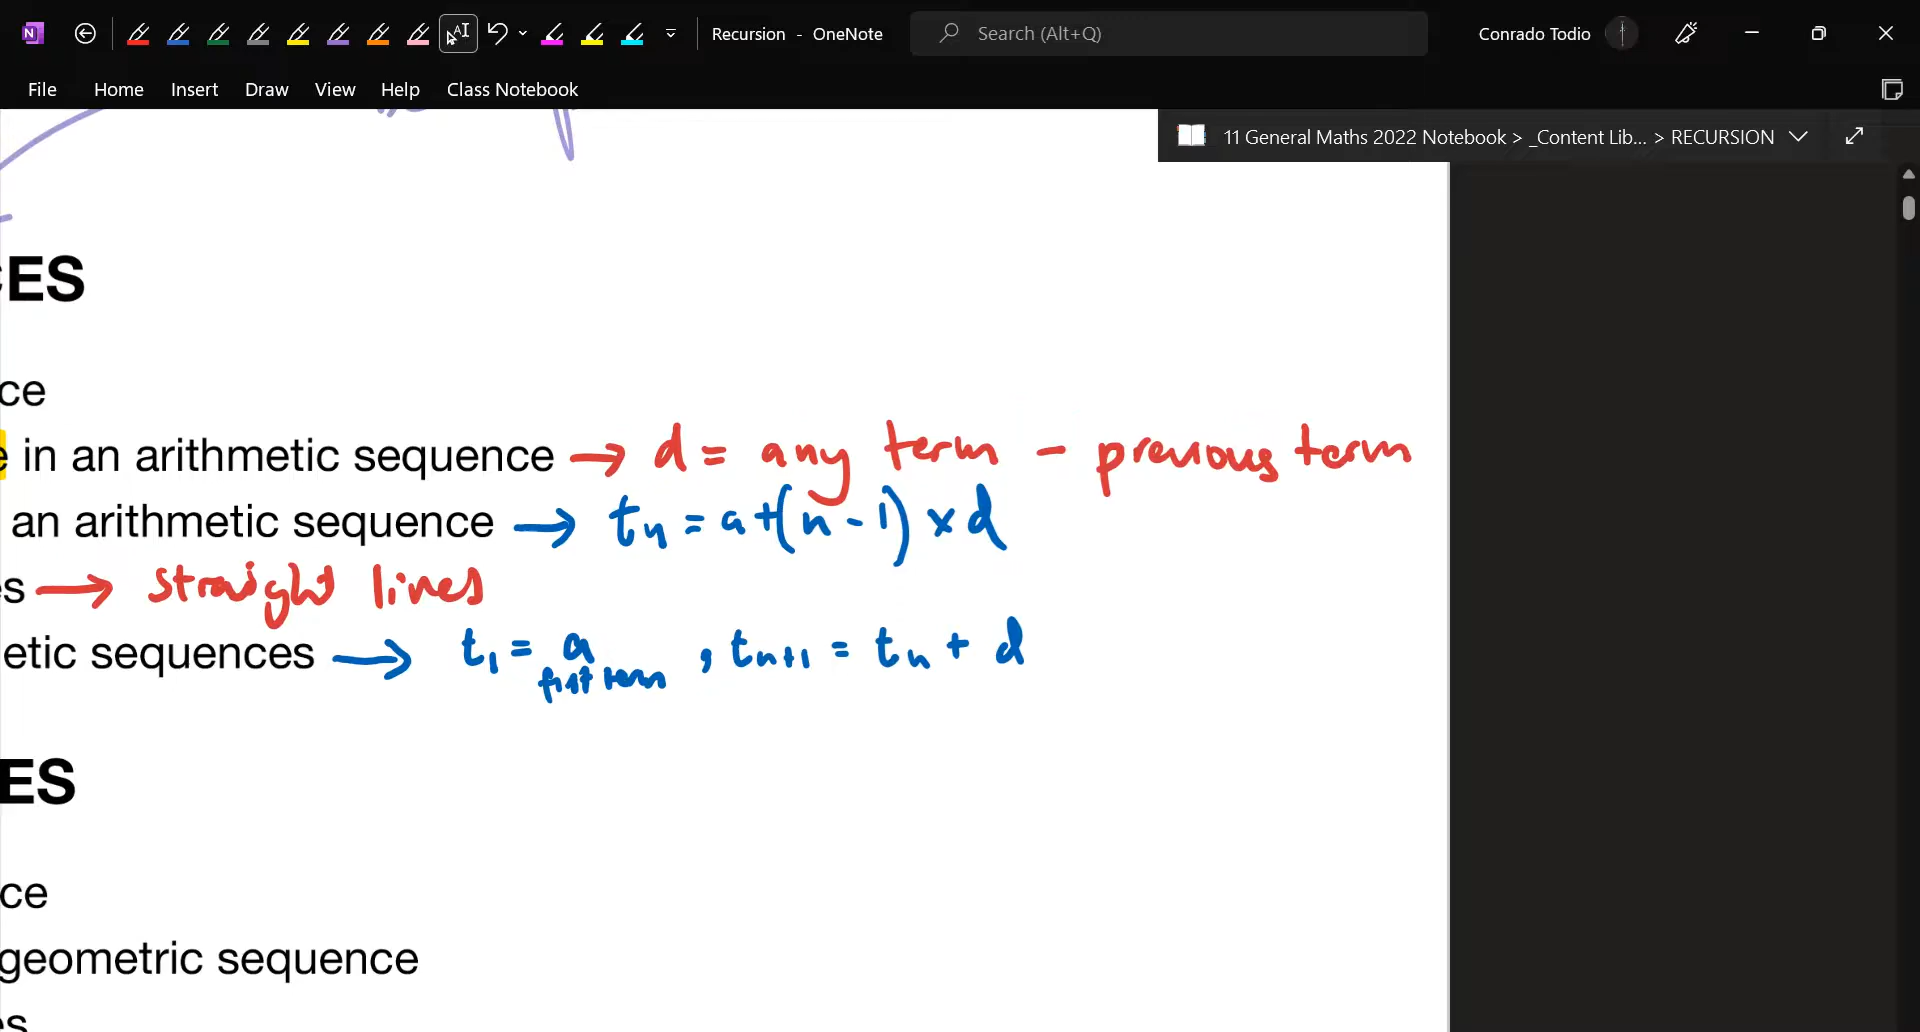 Recursion - OneNote
Search (Alt+Q)
Conrado Todio
File Home Insert Draw View Help Class Notebook
11 General Maths 2022 Notebook > _Content Lib... > RECURSION
ES
ce
in an arithmetic sequence → d = any term - previous term
an arithmetic sequence → tₙ = a+(n-1)×d
es → straight lines
etic sequences → t₁ = a , tₙ₊₁ = tₙ + d
first term
ES
ce
geometric sequence
es